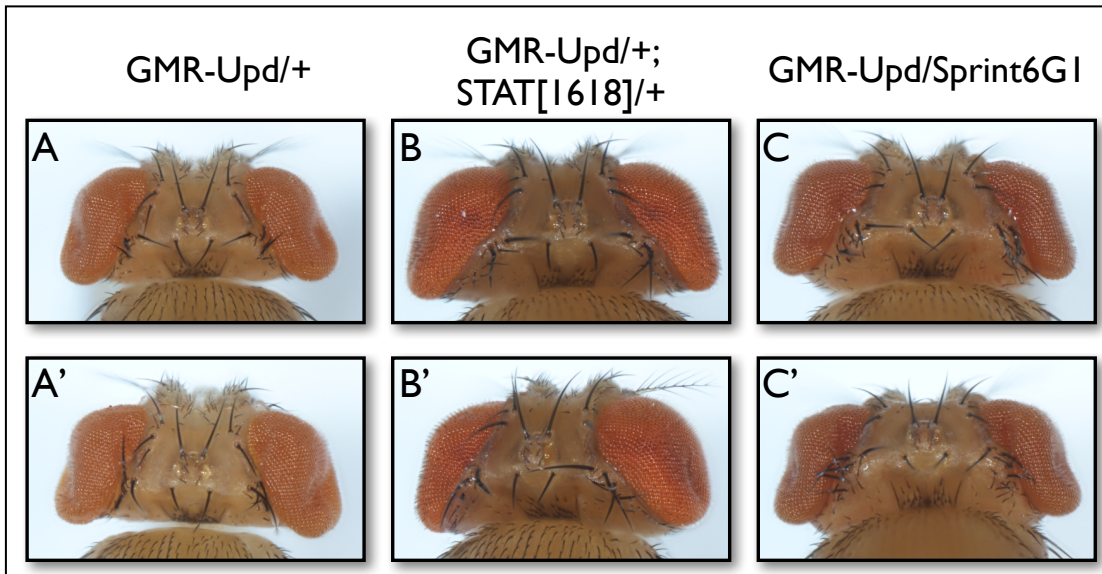 GMR-Upd/+
GMR-Upd/+;
STAT[1618]/+
GMR-Upd/Sprint6G1
A
B
C
A'
B'
C'